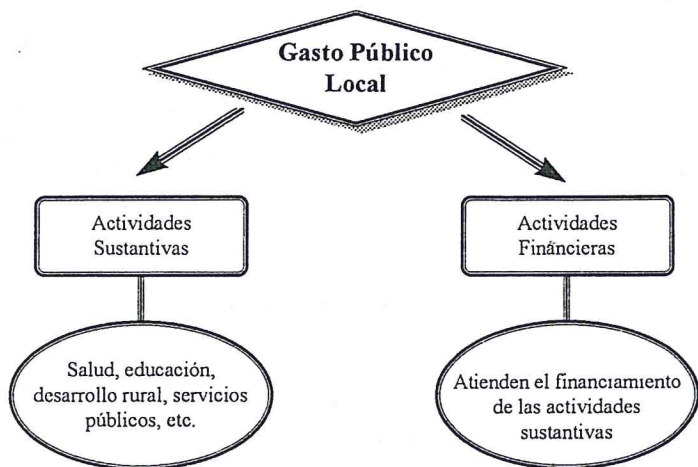 Gasto Público
Local
Actividades
Sustantivas
Actividades
Financieras
Salud, educación,
desarrollo rural, servicios
públicos, etc.
Atienden el financiamiento
de las actividades
sustantivas